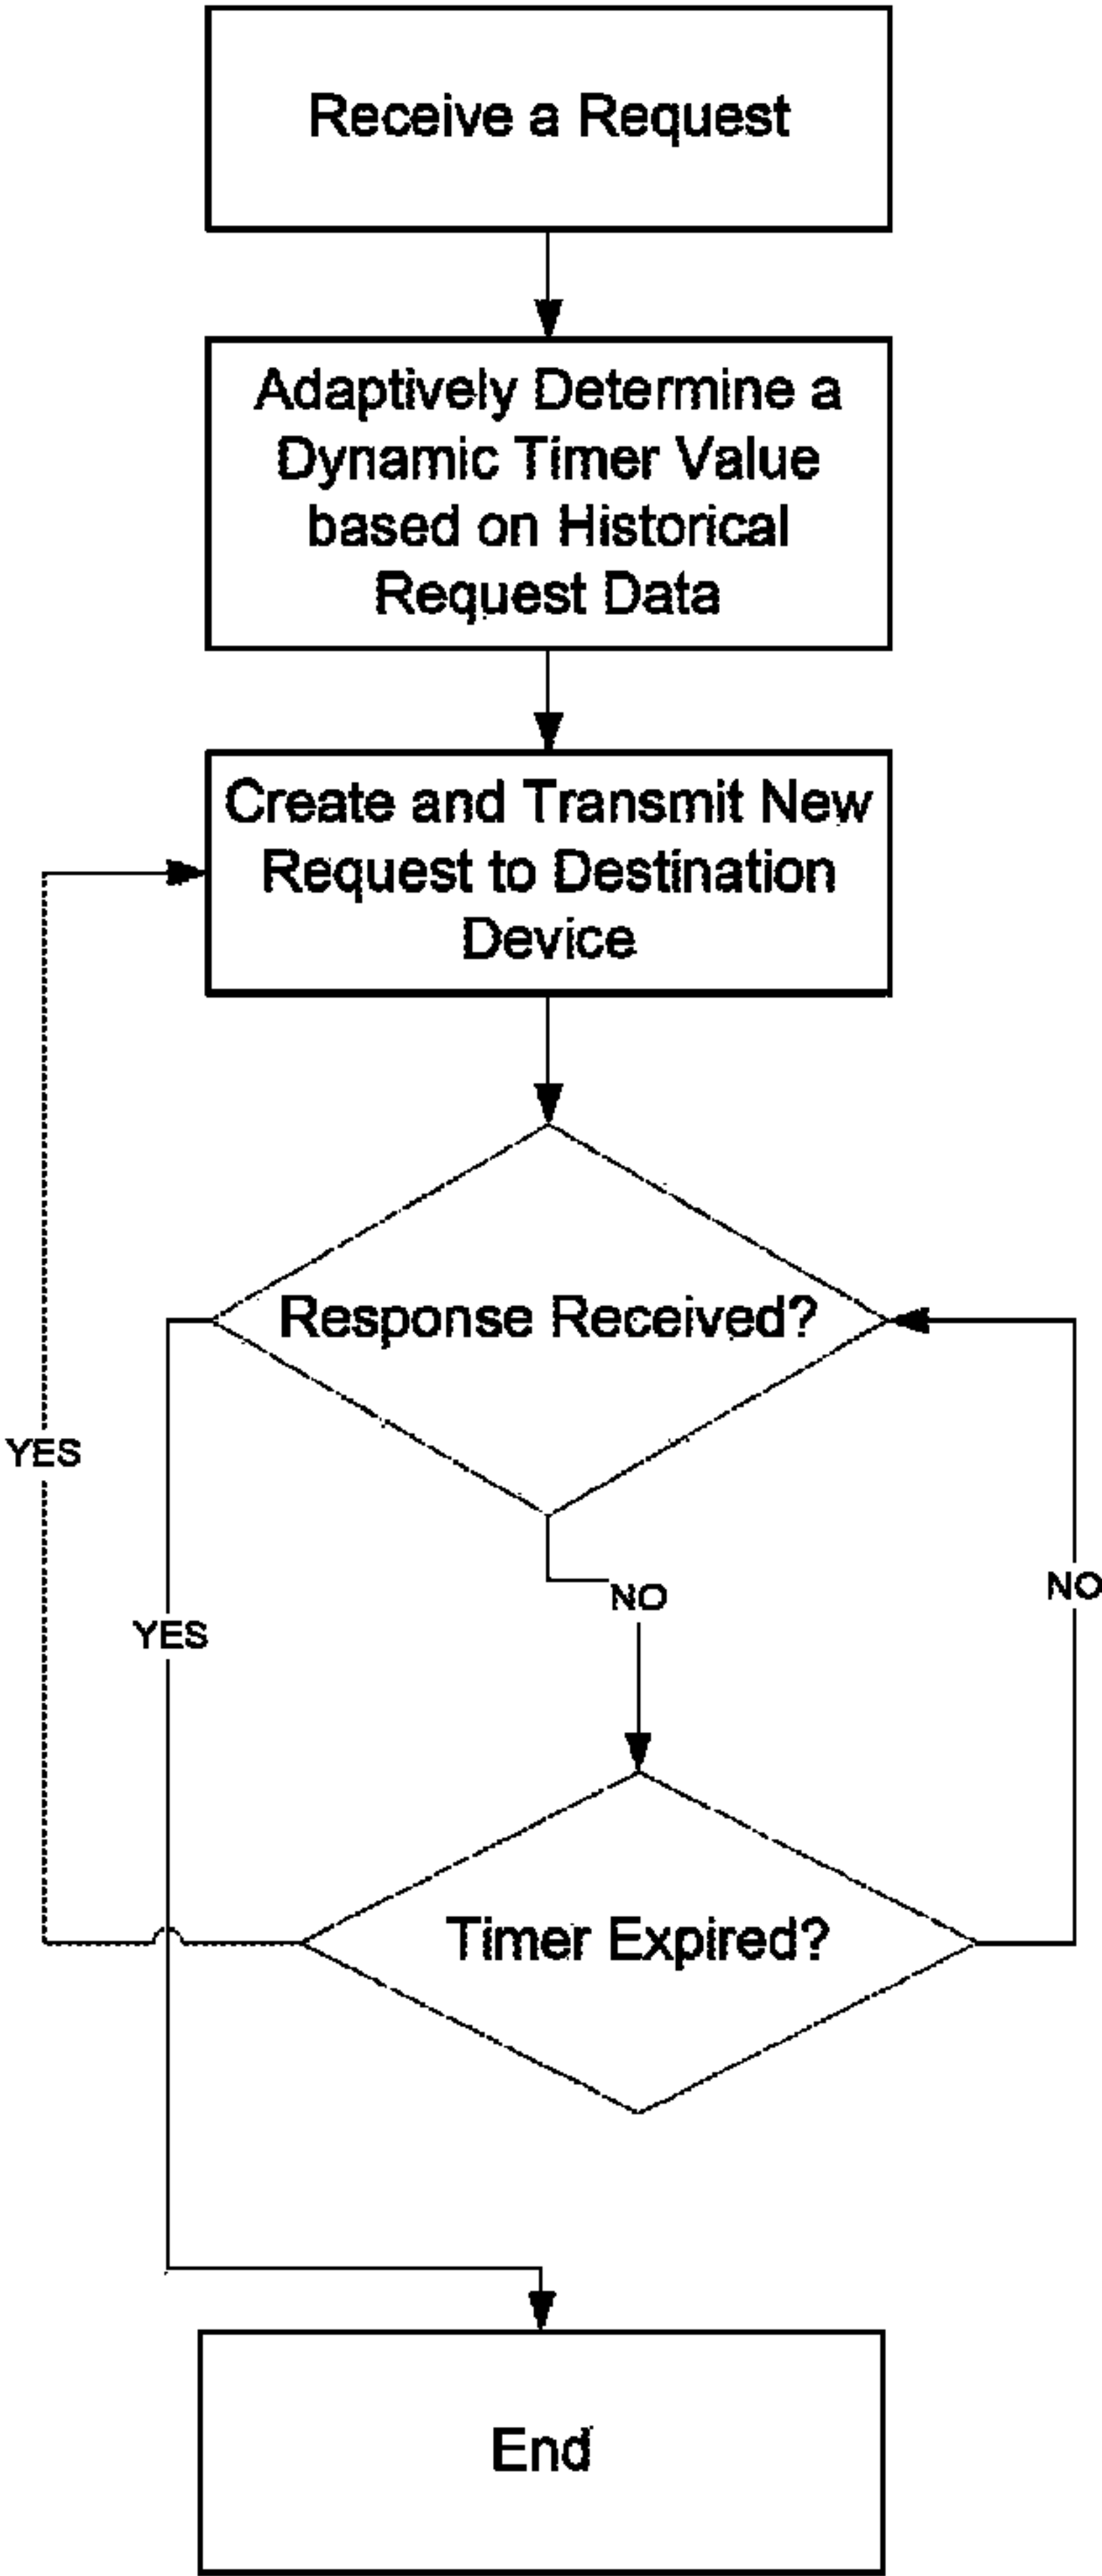 Receive a Request
Adaptively Determine a
Dynamic Timer Value
based on Historical
Request Data
Create and Transmit New
Request to Destination
Device
Response Received?
YES
NO
NO
YES
Timer Expired?
End